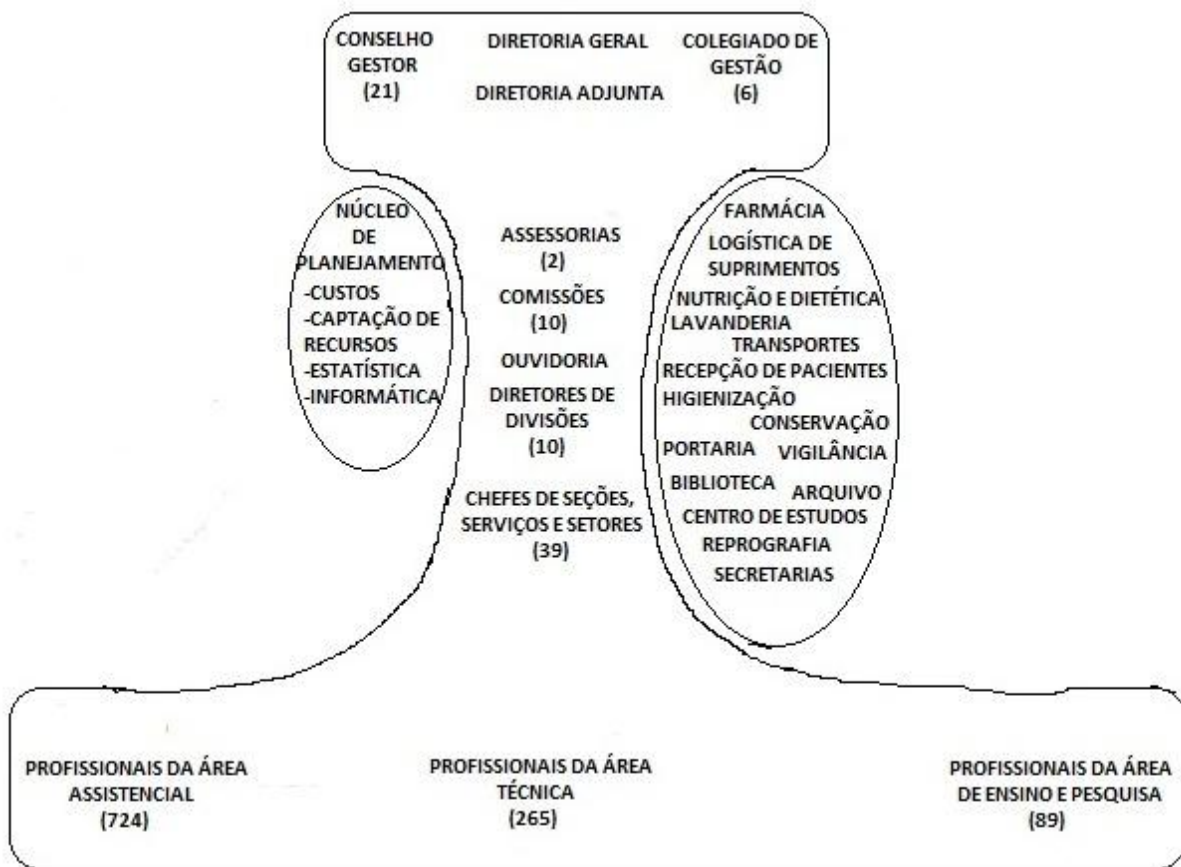 CONSELHO
GESTOR
(21)
DIRETORIA GERAL
DIRETORIA ADJUNTA
COLEGIADO DE
GESTÃO
(6)
NÚCLEO
DE
PLANEJAMENTO
-CUSTOS
-CAPTAÇÃO DE
RECURSOS
-ESTATÍSTICA
-INFORMÁTICA
ASSESSORIAS
(2)
COMISSÕES
(10)
OUVIDORIA
DIRETORES DE
DIVISÕES
(10)
CHEFES DE SEÇÕES,
SERVIÇOS E SETORES
(39)
FARMÁCIA
LOGÍSTICA DE
SUPRIMENTOS
NUTRIÇÃO E DIETÉTICA
LAVANDERIA
TRANSPORTES
RECEPÇÃO DE PACIENTES
HIGIENIZAÇÃO
CONSERVAÇÃO
PORTARIA
VIGILÂNCIA
BIBLIOTECA
ARQUIVO
CENTRO DE ESTUDOS
REPROGRAFIA
SECRETARIAS
PROFISSIONAIS DA ÁREA
ASSISTENCIAL
(724)
PROFISSIONAIS DA ÁREA
TÉCNICA
(265)
PROFISSIONAIS DA ÁREA
DE ENSINO E PESQUISA
(89)